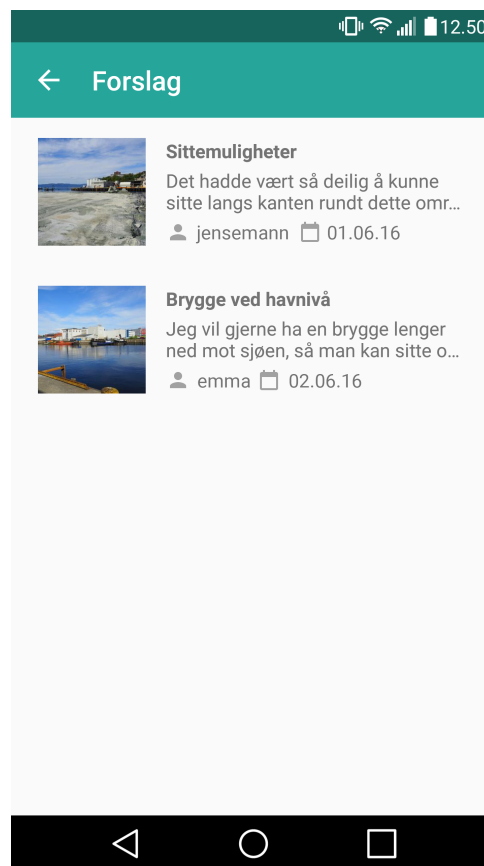 12.50
Forslag
Sittemuligheter
Det hadde vært så deilig å kunne
sitte langs kanten rundt dette omr...
jensemann 01.06.16
Brygge ved havnivå
Jeg vil gjerne ha en brygge lenger
ned mot sjøen, så man kan sitte o...
emma 02.06.16